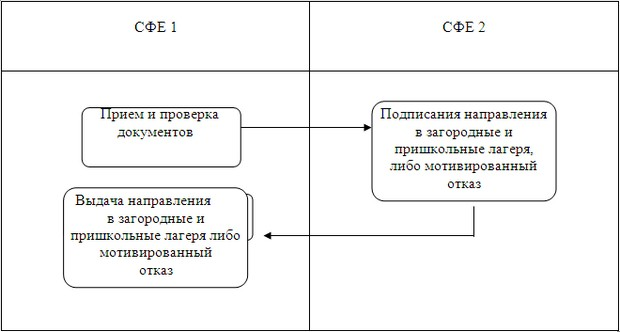 СФЕ 1
СФЕ 2
Прием и проверка
документов
Подписания направления
в загородные и
пришкольные лагеря,
либо мотивированный
отказ
Выдача направления
в загородные и
пришкольные лагеря либо
мотивированный
отказ